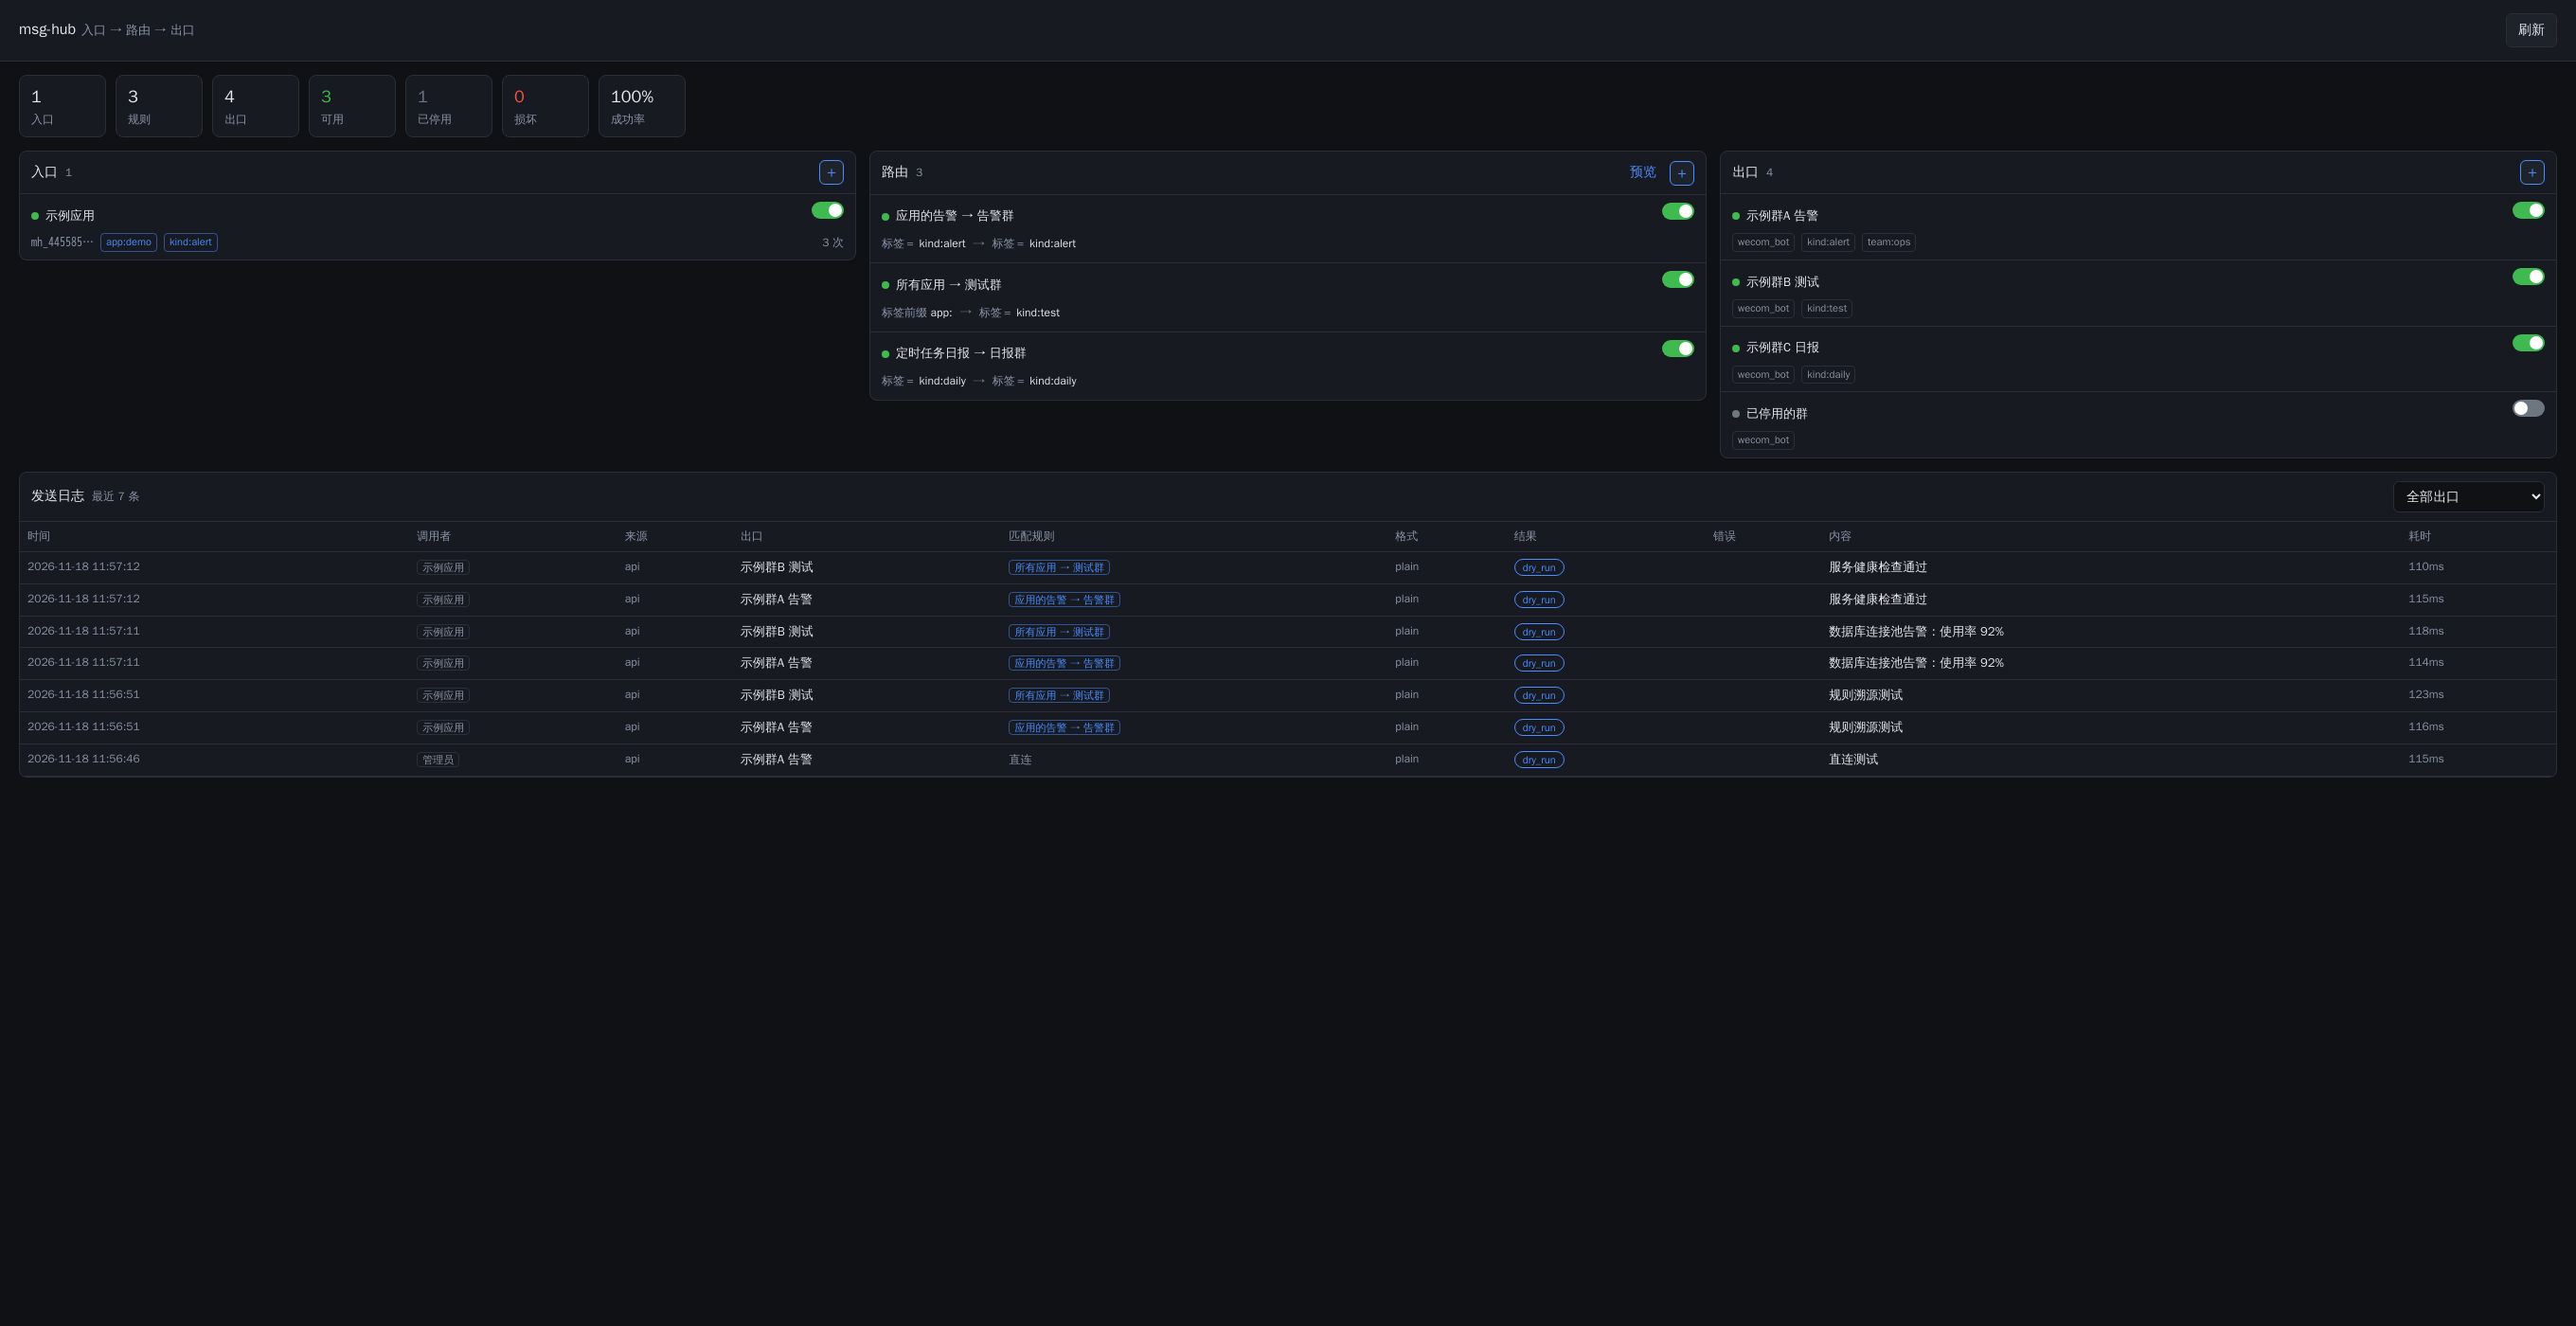 msg-hub 入口 → 路由 → 出口
刷新
1
入口
3
规则
4
出口
3
可用
1
已停用
0
损坏
100%
成功率
入口 1
+
示例应用
mh_445585… app:demo kind:alert 3 次
路由 3
预览 +
应用的告警 → 告警群
标签 = kind:alert → 标签 = kind:alert
所有应用 → 测试群
标签前缀 app: → 标签 = kind:test
定时任务日报 → 日报群
标签 = kind:daily → 标签 = kind:daily
出口 4
+
示例群A 告警
wecom_bot kind:alert team:ops
示例群B 测试
wecom_bot kind:test
示例群C 日报
wecom_bot kind:daily
已停用的群
wecom_bot
发送日志 最近 7 条
全部出口
时间 调用者 来源 出口 匹配规则 格式 结果 错误 内容 耗时
2026-11-18 11:57:12 示例应用 api 示例群B 测试 所有应用 → 测试群 plain dry_run 服务健康检查通过 110ms
2026-11-18 11:57:12 示例应用 api 示例群A 告警 应用的告警 → 告警群 plain dry_run 服务健康检查通过 115ms
2026-11-18 11:57:11 示例应用 api 示例群B 测试 所有应用 → 测试群 plain dry_run 数据库连接池告警：使用率 92% 118ms
2026-11-18 11:57:11 示例应用 api 示例群A 告警 应用的告警 → 告警群 plain dry_run 数据库连接池告警：使用率 92% 114ms
2026-11-18 11:56:51 示例应用 api 示例群B 测试 所有应用 → 测试群 plain dry_run 规则溯源测试 123ms
2026-11-18 11:56:51 示例应用 api 示例群A 告警 应用的告警 → 告警群 plain dry_run 规则溯源测试 116ms
2026-11-18 11:56:46 管理员 api 示例群A 告警 直连 plain dry_run 直连测试 115ms